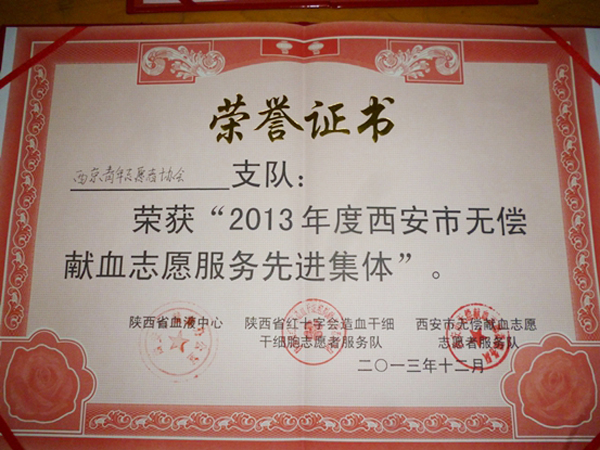 荣誉证书
西京青年志愿者协会 支队：
荣获“2013年度西安市无偿
献血志愿服务先进集体”。
陕西省血液中心 陕西省红十字会造血干细 西安市无偿献血志愿
干细胞志愿者服务队 志愿者服务队
二〇一三年十二月